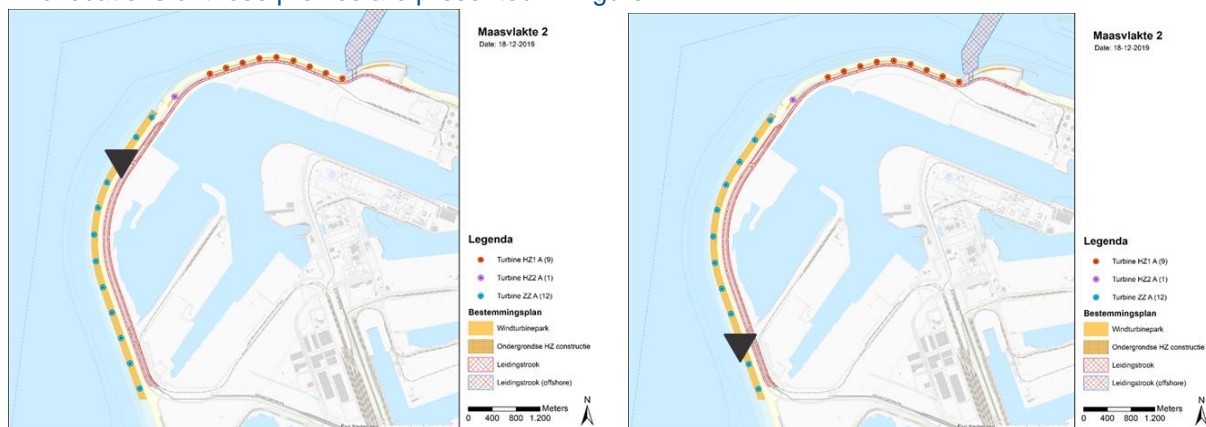 Maasvlakte 2
Date: 18-12-2019
Legenda
Turbine HZ1 A (9)
Turbine HZ2 A (1)
Turbine ZZ A (12)
Bestemmingsplan
Windturbinepark
Ondergrondse HZ constructie
Leidingstrook
Leidingstrook (offshore)
Meters
0 400 800 1.200
N
Maasvlakte 2
Date: 18-12-2019
Legenda
Turbine HZ1 A (9)
Turbine HZ2 A (1)
Turbine ZZ A (12)
Bestemmingsplan
Windturbinepark
Ondergrondse HZ constructie
Leidingstrook
Leidingstrook (offshore)
Meters
0 400 800 1.200
N